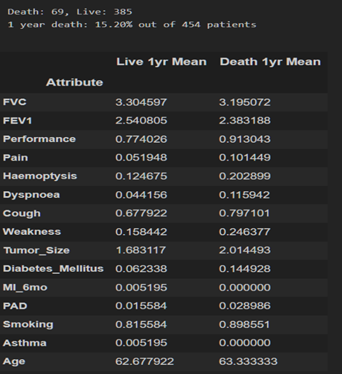 Death: 69, Live: 385
1 year death: 15.20% out of 454 patients
Live 1yr Mean Death 1yr Mean
Attribute
FVC 3.304597 3.195072
FEV1 2.540805 2.383188
Performance 0.774026 0.913043
Pain 0.051948 0.101449
Haemoptysis 0.124675 0.202899
Dyspnoea 0.044156 0.115942
Cough 0.677922 0.797101
Weakness 0.158442 0.246377
Tumor_Size 1.683117 2.014493
Diabetes_Mellitus 0.062338 0.144928
MI_6mo 0.005195 0.000000
PAD 0.015584 0.028986
Smoking 0.815584 0.898551
Asthma 0.005195 0.000000
Age 62.677922 63.333333